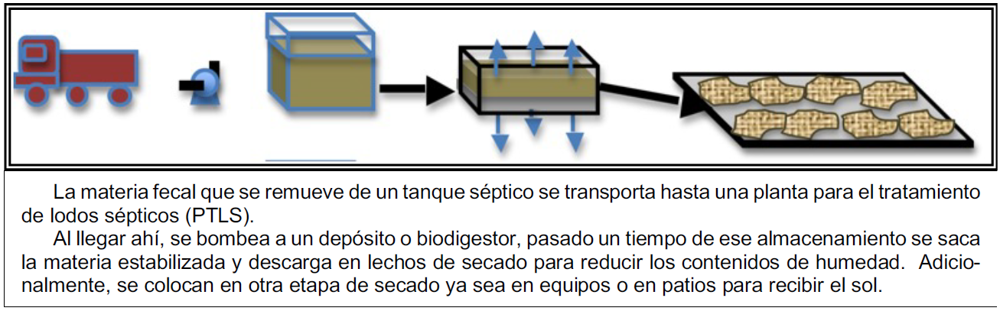 La materia fecal que se remueve de un tanque séptico se transporta hasta una planta para el tratamiento
de lodos sépticos (PTLS).
Al llegar ahí, se bombea a un depósito o biodigestor, pasado un tiempo de ese almacenamiento se saca
la materia estabilizada y descarga en lechos de secado para reducir los contenidos de humedad. Adicio-
nalmente, se colocan en otra etapa de secado ya sea en equipos o en patios para recibir el sol.